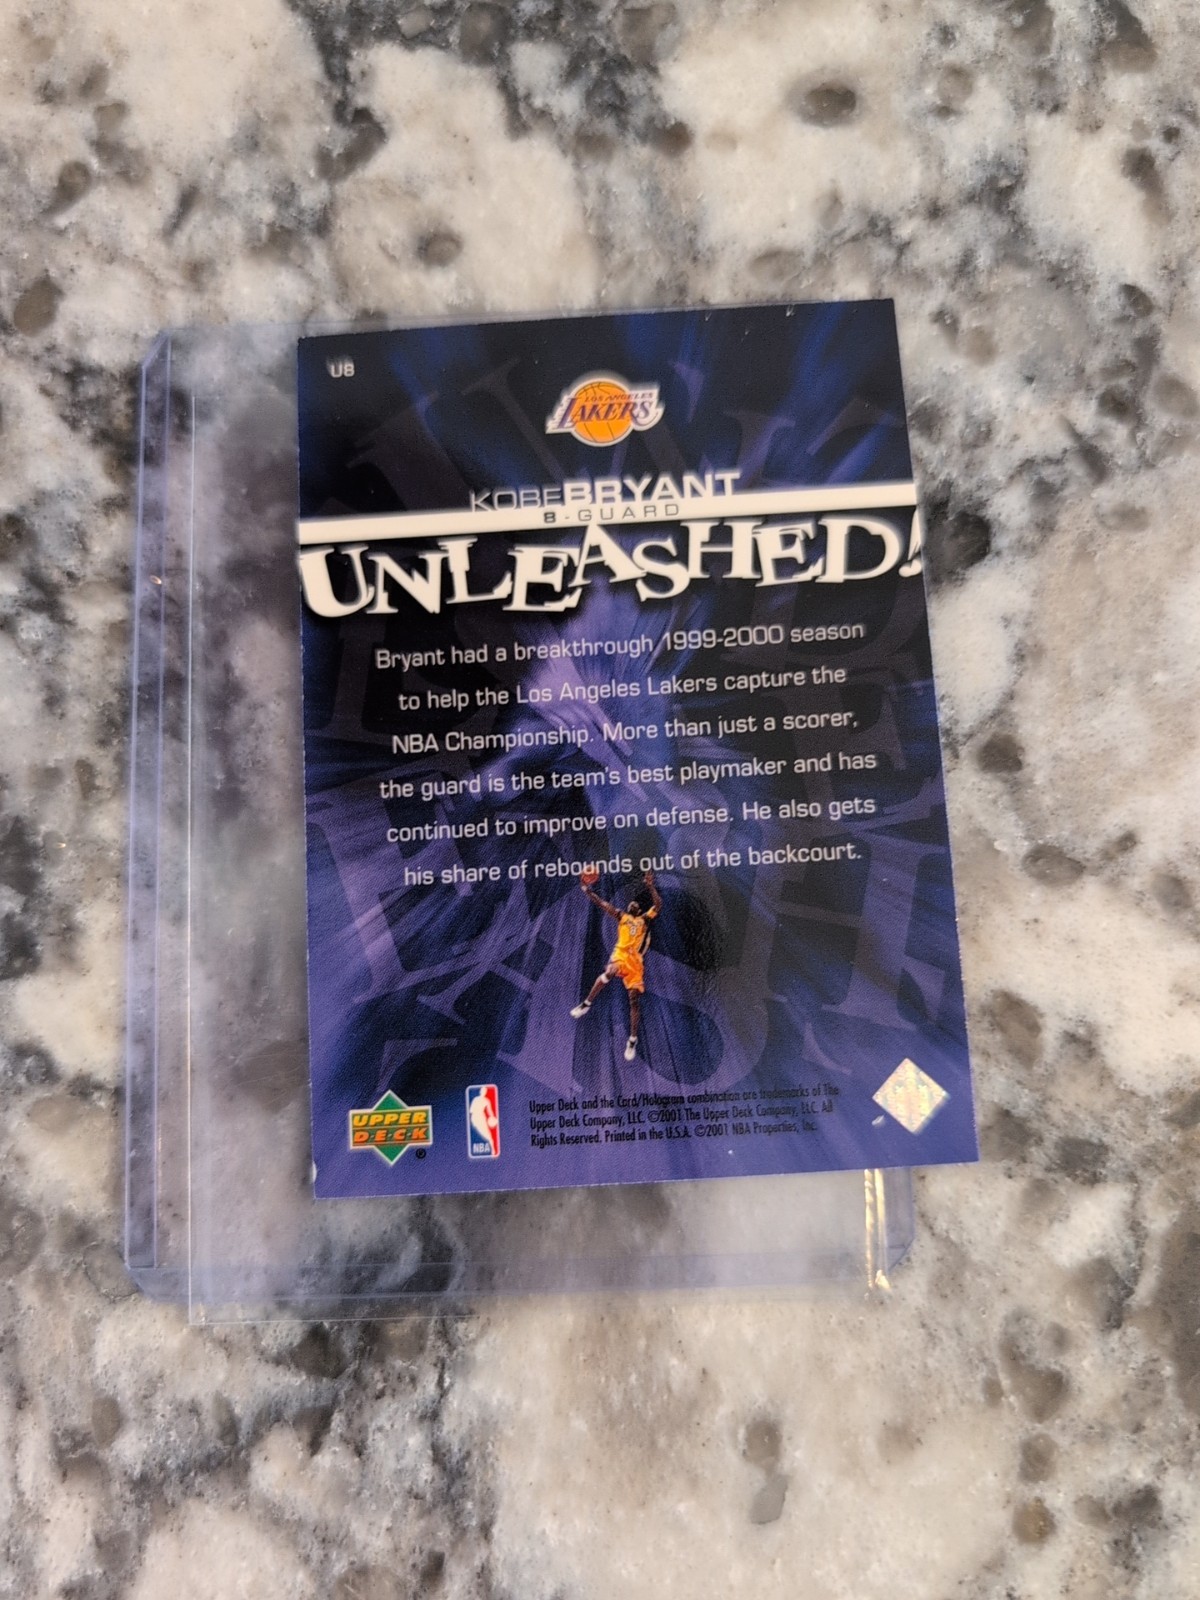 U8
LOS ANGELES
LAKERS
KOBEBRYANT
8 - GUARD
UNLEASHED!
Bryant had a breakthrough 1999-2000 season
to help the Los Angeles Lakers capture the
NBA Championship. More than just a scorer,
the guard is the team's best playmaker and has
continued to improve on defense. He also gets
his share of rebounds out of the backcourt.
8
UPPER
DECK
®
NBA
Upper Deck and the Card/Hologram combination are trademarks of The
Upper Deck Company, LLC. ©2001 The Upper Deck Company, LLC. All
Rights Reserved. Printed in the U.S.A. ©2001 NBA Properties, Inc.